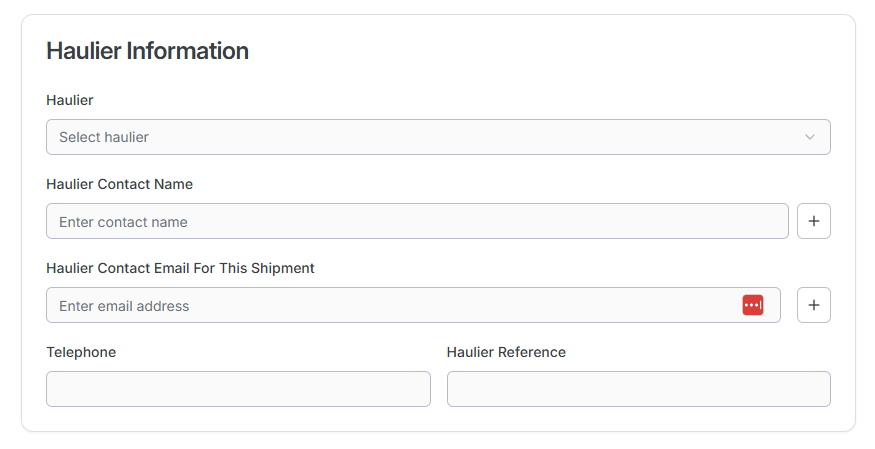 Haulier Information
Haulier
Select haulier
Haulier Contact Name
Enter contact name
Haulier Contact Email For This Shipment
Enter email address
Telephone Haulier Reference